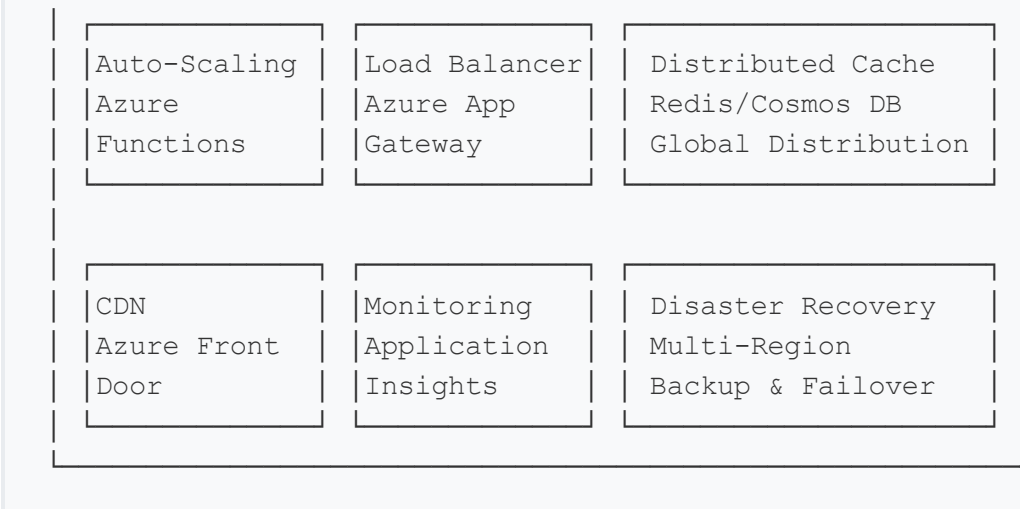 Auto-Scaling Load Balancer Distributed Cache
Azure Azure App Redis/Cosmos DB
Functions Gateway Global Distribution
CDN Monitoring Disaster Recovery
Azure Front Application Multi-Region
Door Insights Backup & Failover